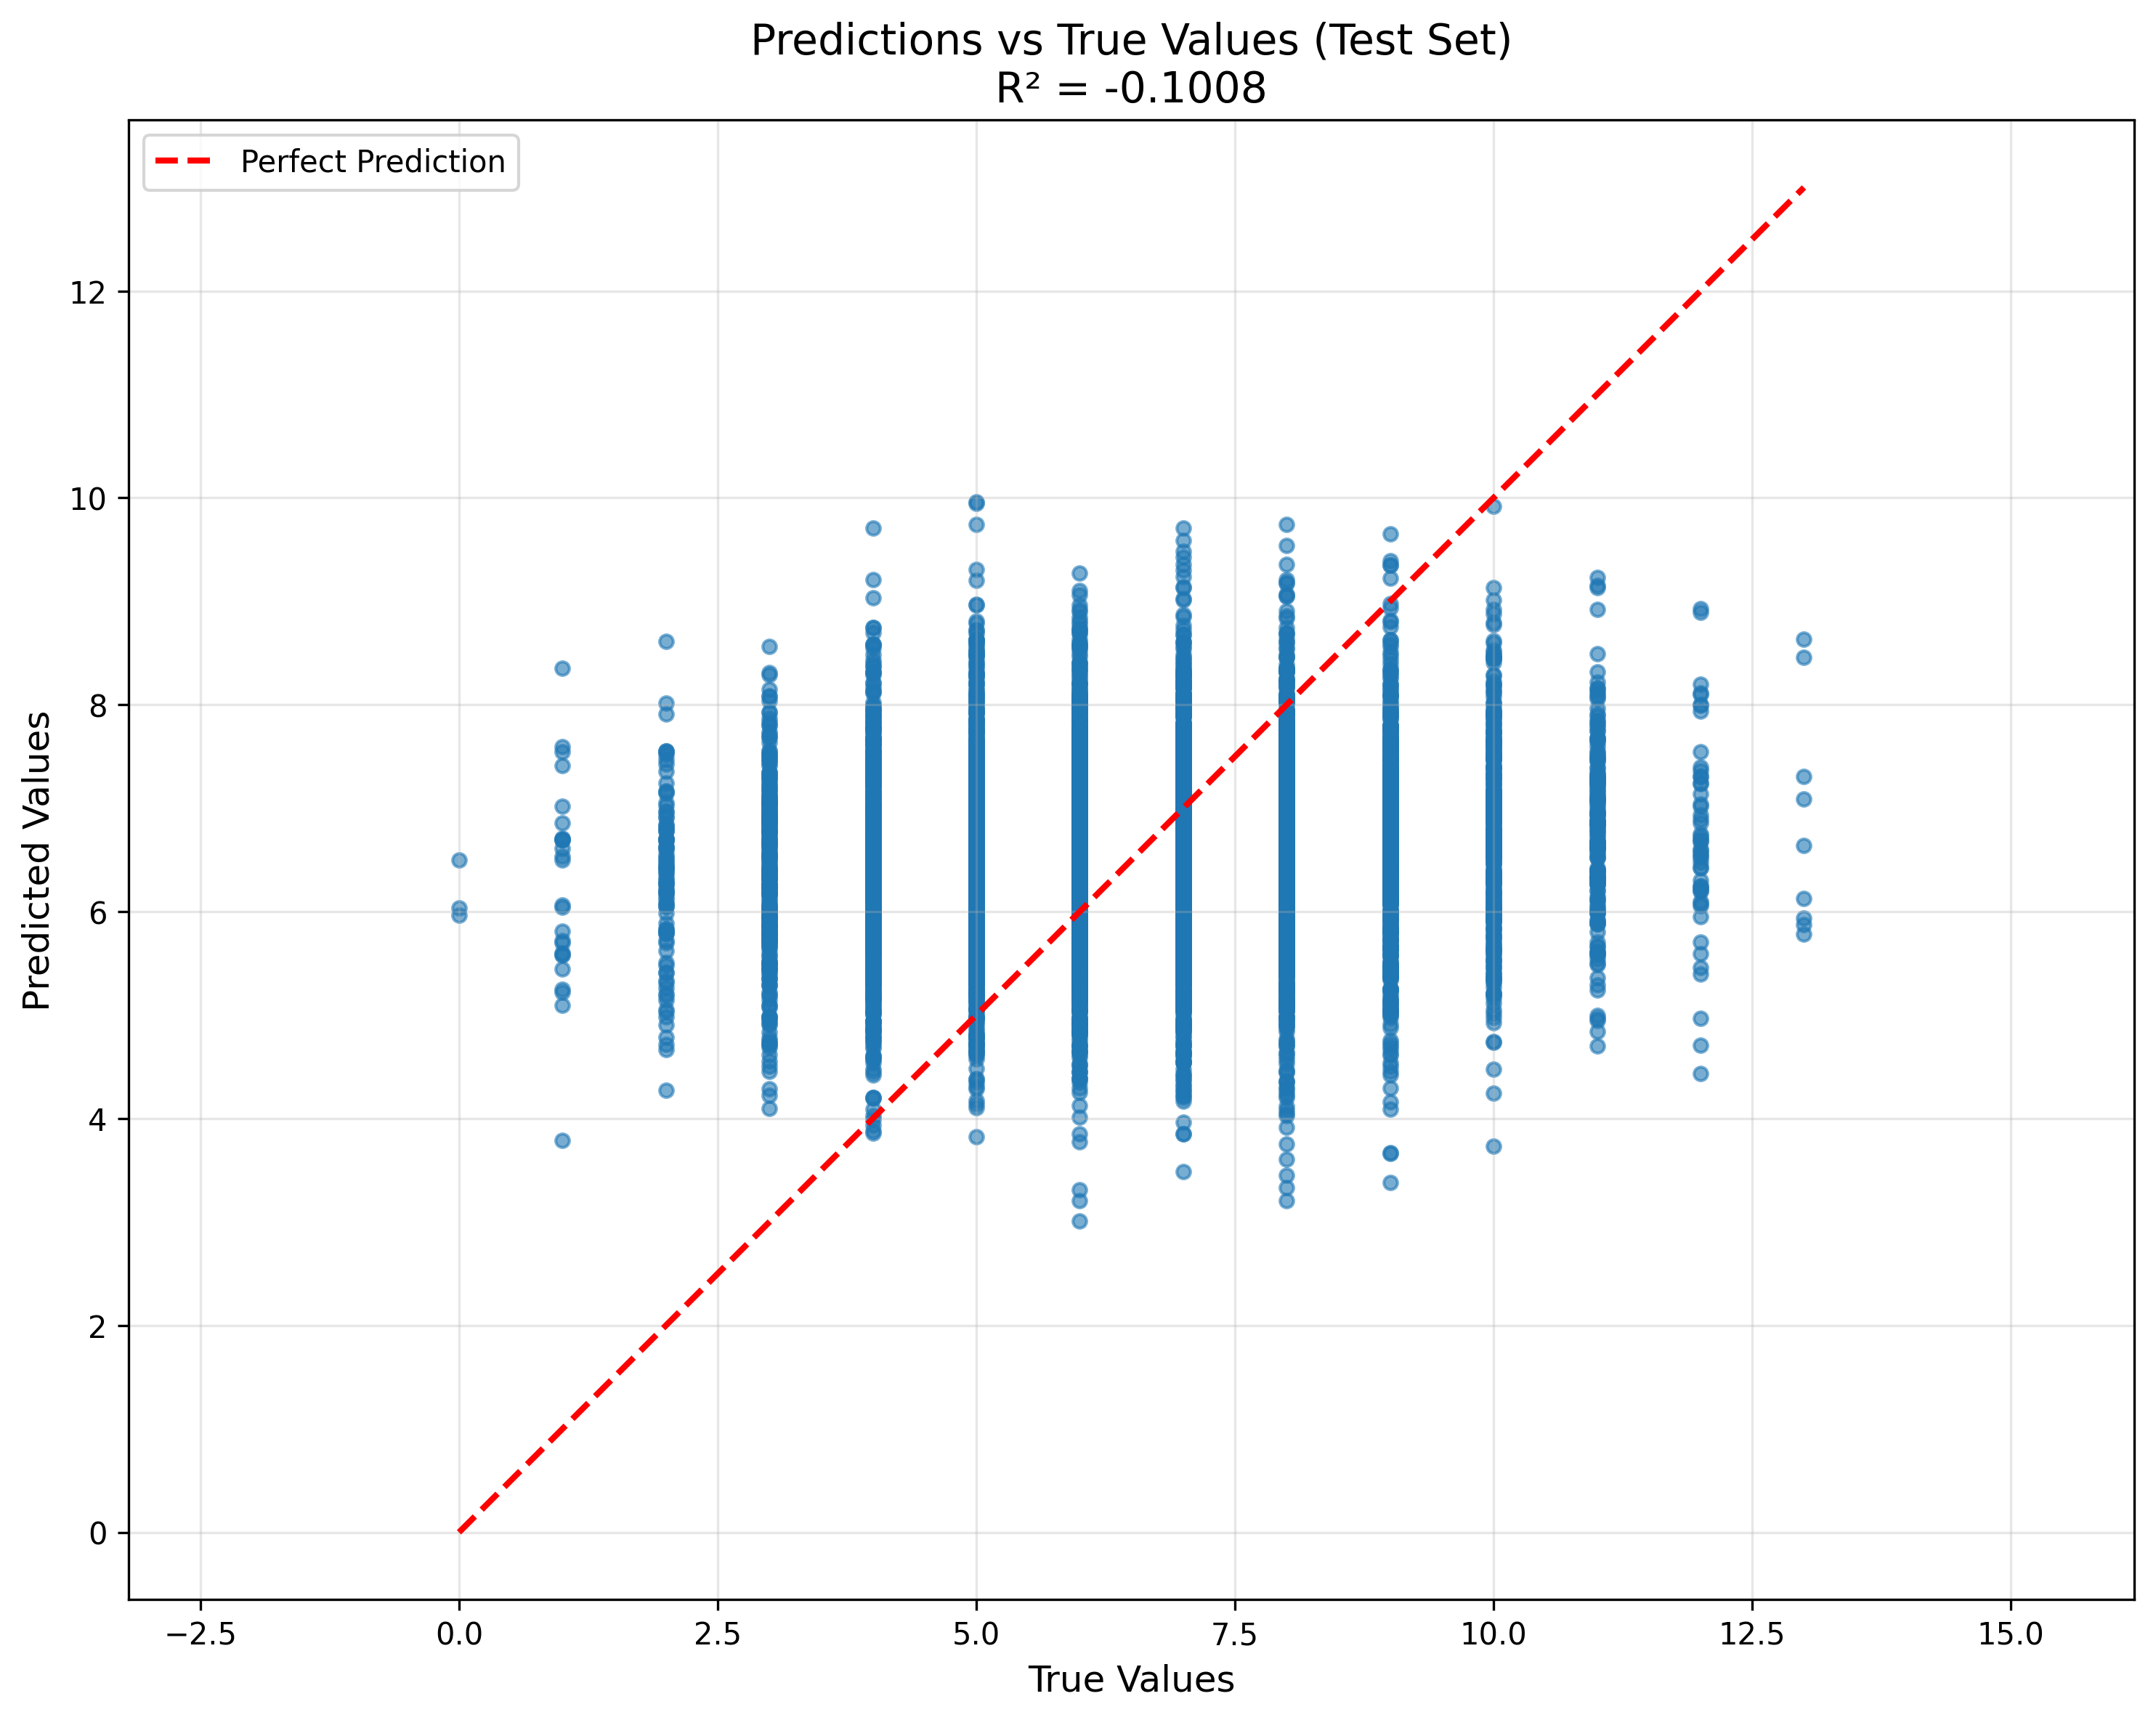 Predictions vs True Values (Test Set)
R² = -0.1008
Perfect Prediction
12
10
8
6
4
2
0
Predicted Values
−2.5 0.0 2.5 5.0 7.5 10.0 12.5 15.0
True Values